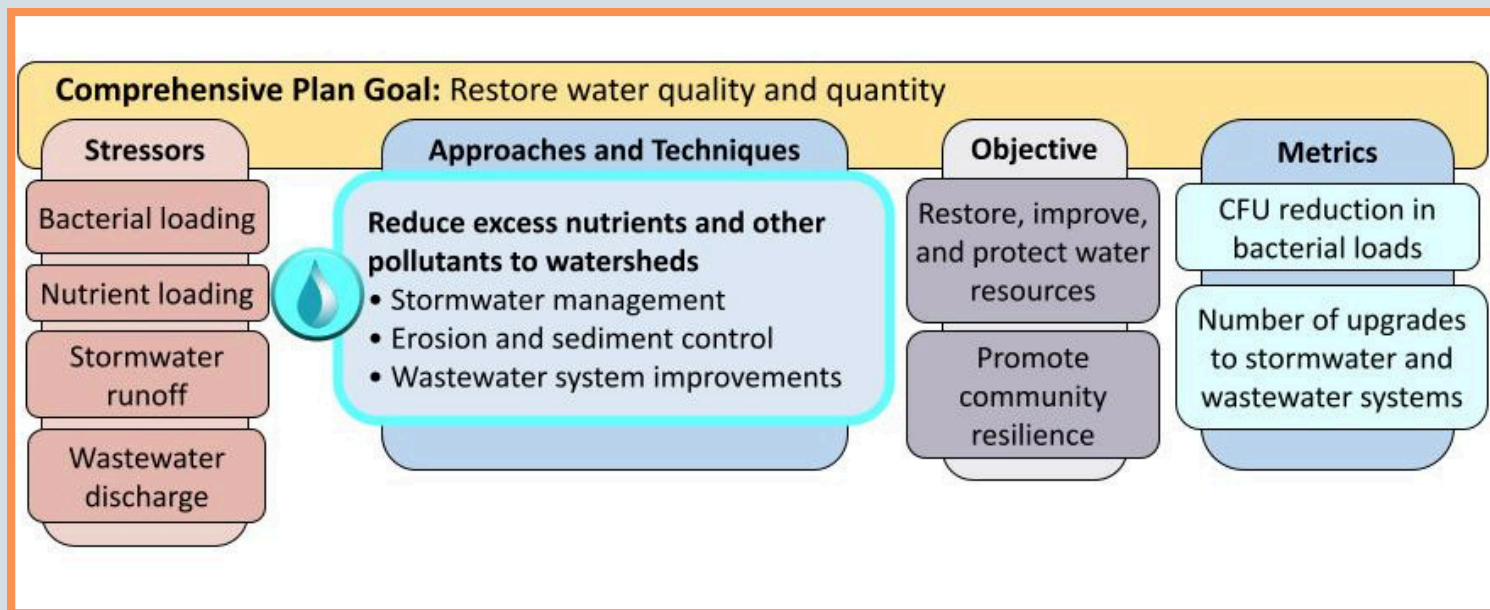 Comprehensive Plan Goal: Restore water quality and quantity
Stressors
Bacterial loading
Nutrient loading
Stormwater
runoff
Wastewater
discharge
Approaches and Techniques
Reduce excess nutrients and other
pollutants to watersheds
• Stormwater management
• Erosion and sediment control
• Wastewater system improvements
Objective
Restore, improve,
and protect water
resources
Promote
community
resilience
Metrics
CFU reduction in
bacterial loads
Number of upgrades
to stormwater and
wastewater systems